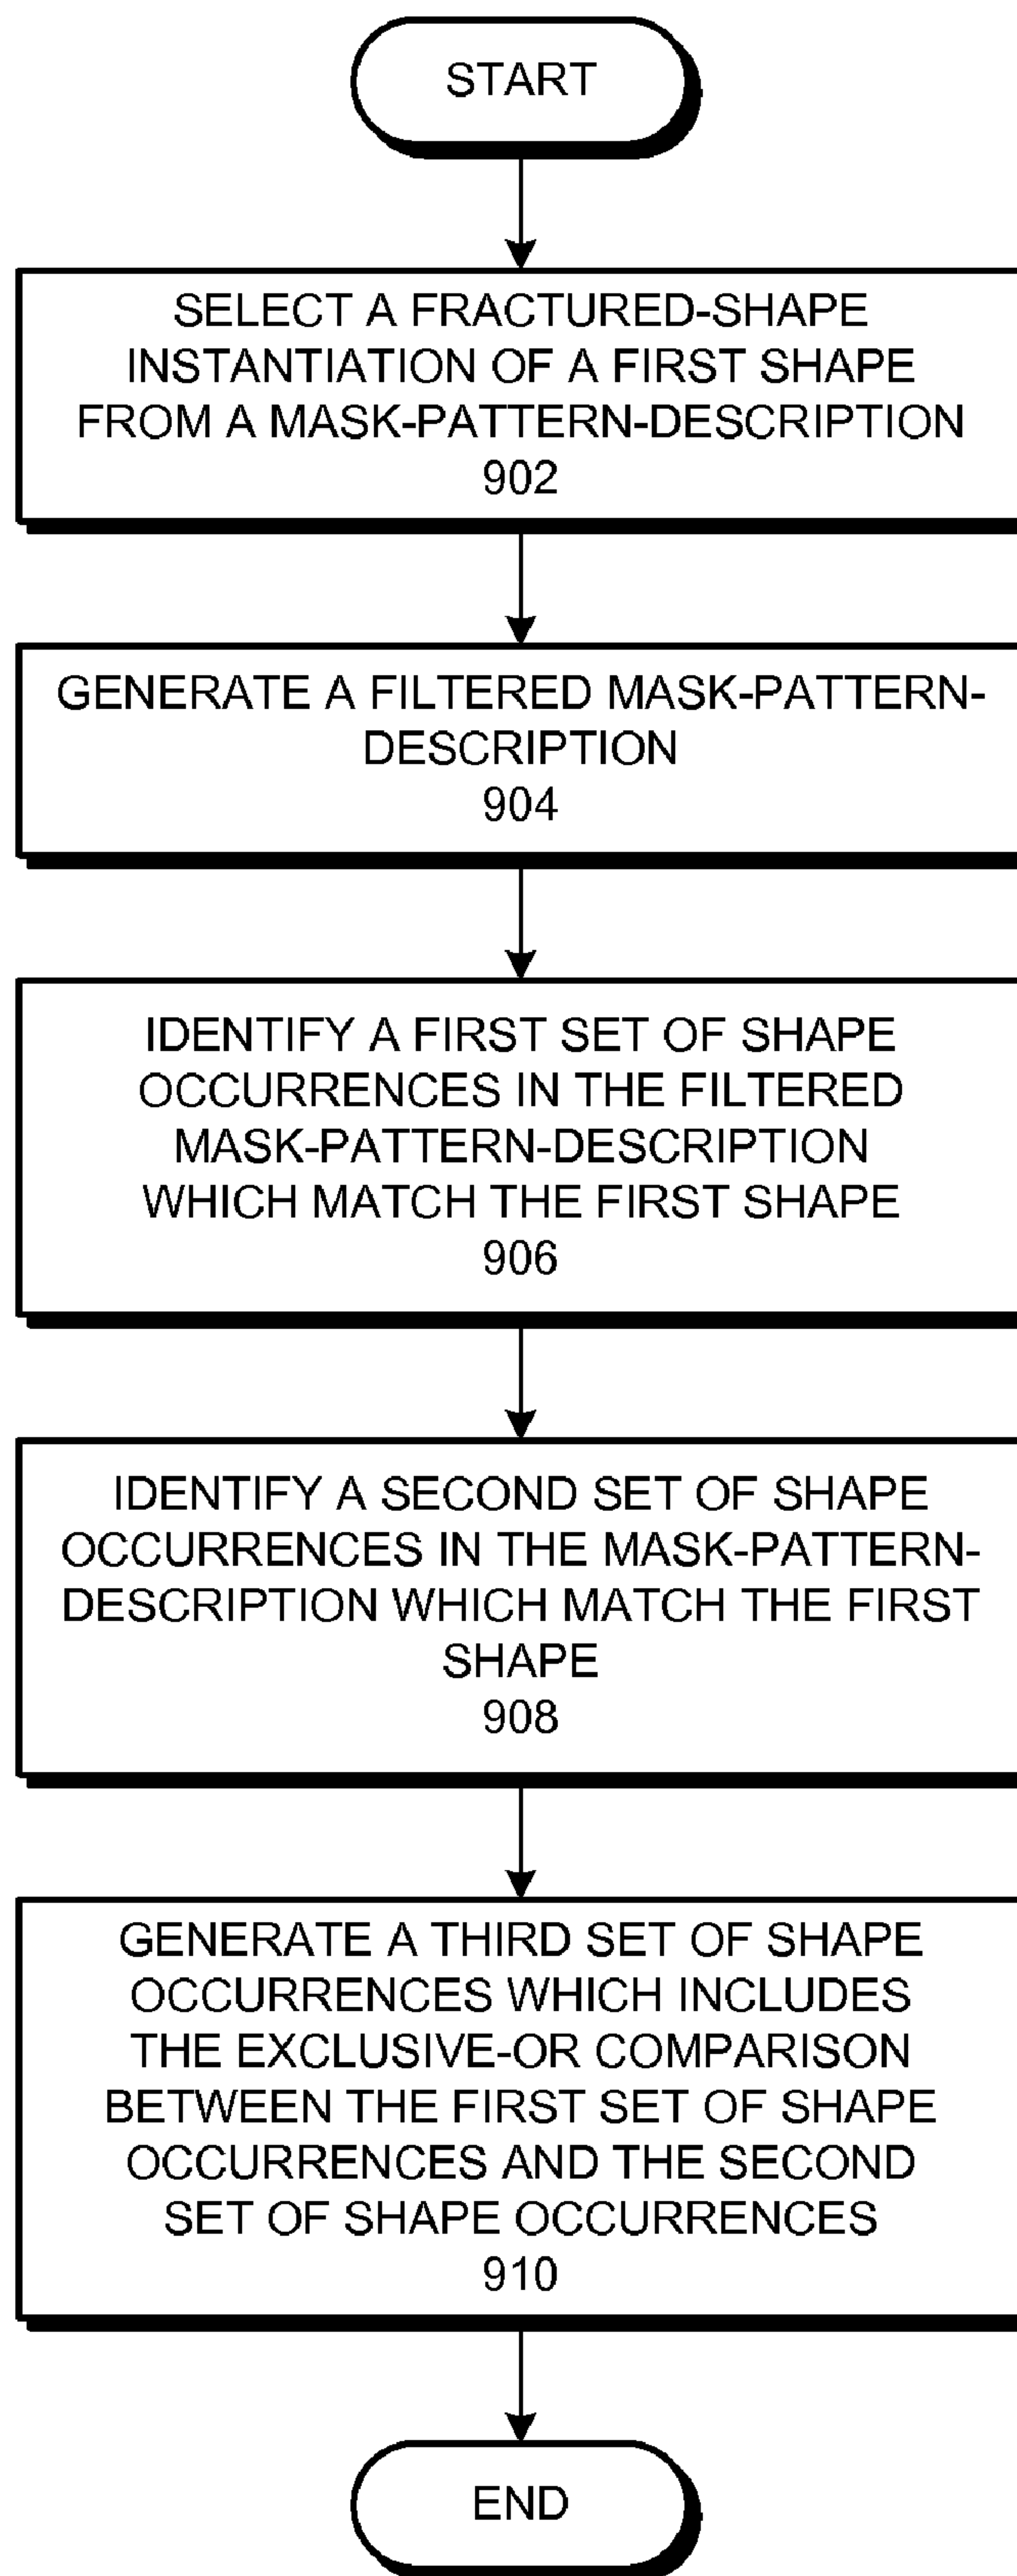 START
SELECT A FRACTURED-SHAPE
INSTANTIATION OF A FIRST SHAPE
FROM A MASK-PATTERN-DESCRIPTION
902
GENERATE A FILTERED MASK-PATTERN-
DESCRIPTION
904
IDENTIFY A FIRST SET OF SHAPE
OCCURRENCES IN THE FILTERED
MASK-PATTERN-DESCRIPTION
WHICH MATCH THE FIRST SHAPE
906
IDENTIFY A SECOND SET OF SHAPE
OCCURRENCES IN THE MASK-PATTERN-
DESCRIPTION WHICH MATCH THE FIRST
SHAPE
908
GENERATE A THIRD SET OF SHAPE
OCCURRENCES WHICH INCLUDES
THE EXCLUSIVE-OR COMPARISON
BETWEEN THE FIRST SET OF SHAPE
OCCURRENCES AND THE SECOND
SET OF SHAPE OCCURRENCES
910
END